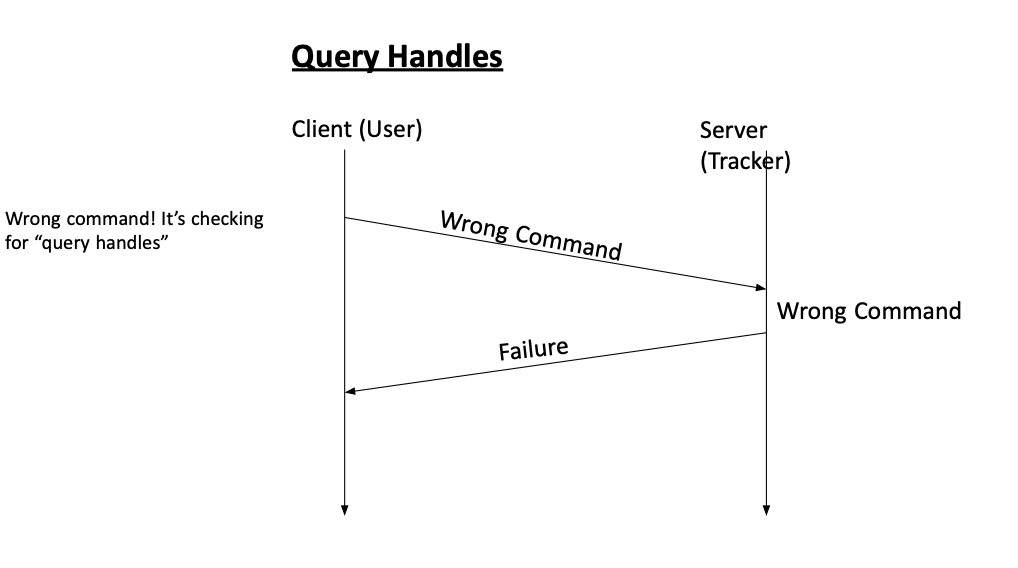 Query Handles
Client (User)
Server
(Tracker)
Wrong command! It’s checking
for “query handles”
Wrong Command
Wrong Command
Failure